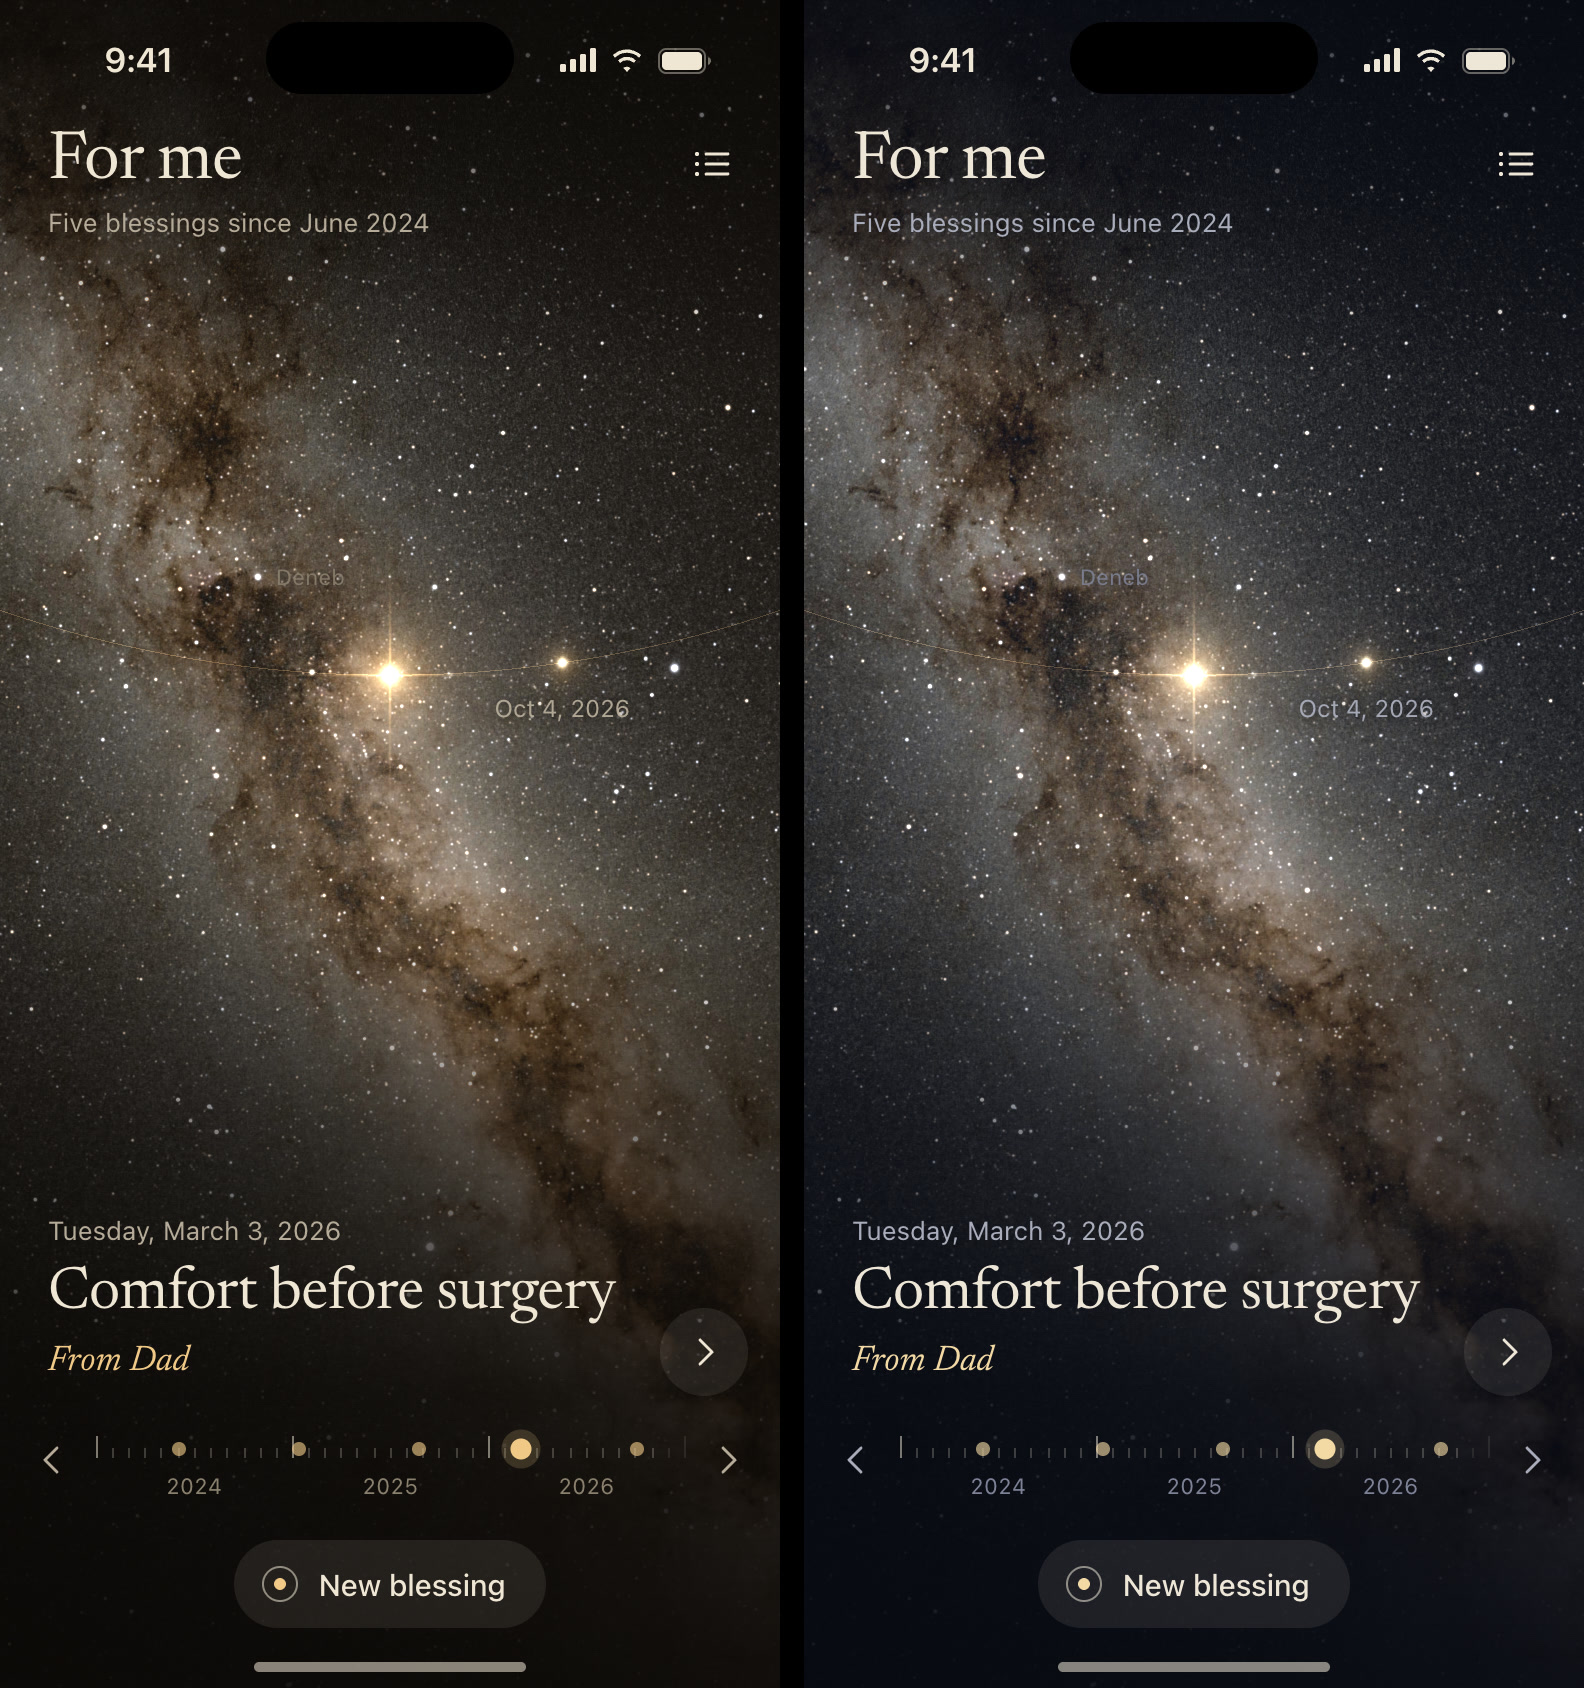 9:41
For me
Five blessings since June 2024
Deneb
Oct 4, 2026
Tuesday, March 3, 2026
Comfort before surgery
From Dad
2024 2025 2026
New blessing
9:41
For me
Five blessings since June 2024
Deneb
Oct 4, 2026
Tuesday, March 3, 2026
Comfort before surgery
From Dad
2024 2025 2026
New blessing